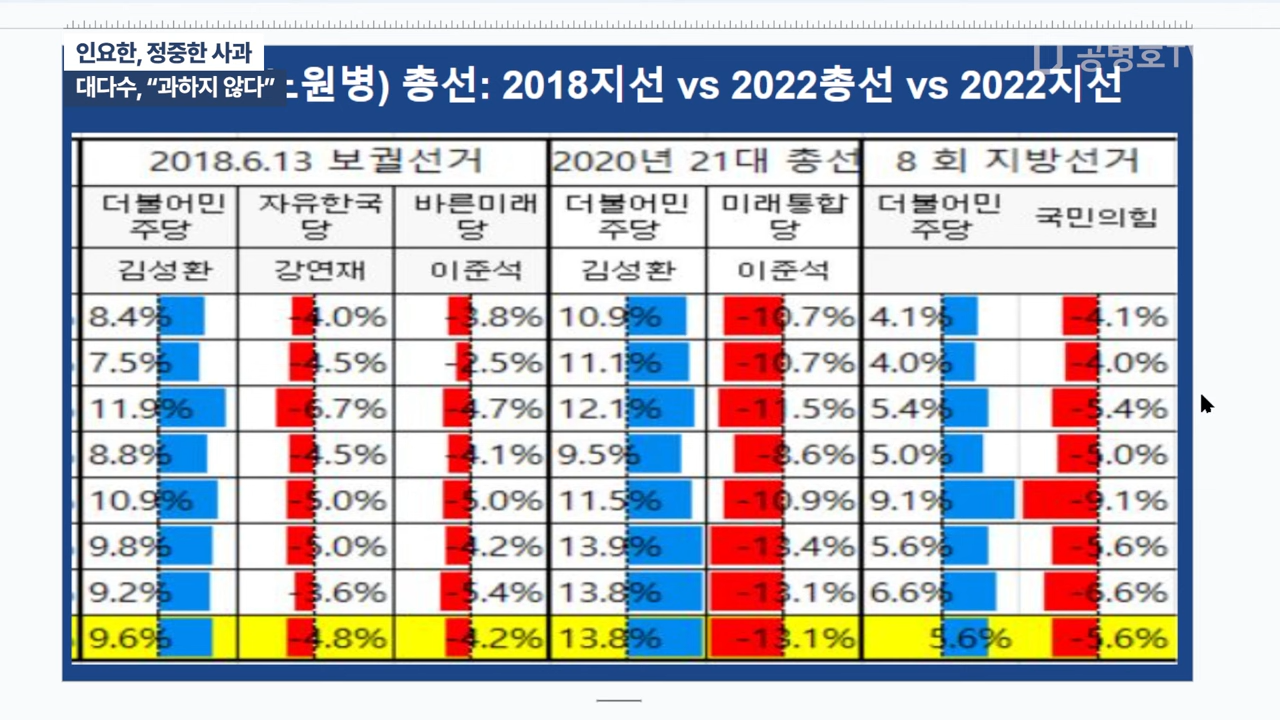 인요한, 정중한 사과
공병호TV
대다수, “과하지 않다”
노원병) 총선: 2018지선 vs 2022총선 vs 2022지선
2018.6.13 보궐선거 2020년 21대 총선 8 회 지방선거
더불어민주당 자유한국당 바른미래당 더불어민주당 미래통합당 더불어민주당 국민의힘
김성환 강연재 이준석 김성환 이준석
8.4% -4.0% -3.8% 10.9% -10.7% 4.1% -4.1%
7.5% -4.5% -2.5% 11.1% -10.7% 4.0% -4.0%
11.9% -6.7% -4.7% 12.1% -11.5% 5.4% -5.4%
8.8% -4.5% -4.1% 9.5% -8.6% 5.0% -5.0%
10.9% -5.0% -5.0% 11.5% -10.9% 9.1% -9.1%
9.8% -5.0% -4.2% 13.9% -13.4% 5.6% -5.6%
9.2% -3.6% -5.4% 13.8% -13.1% 6.6% -6.6%
9.6% -4.8% -4.2% 13.8% -13.1% 5.6% -5.6%